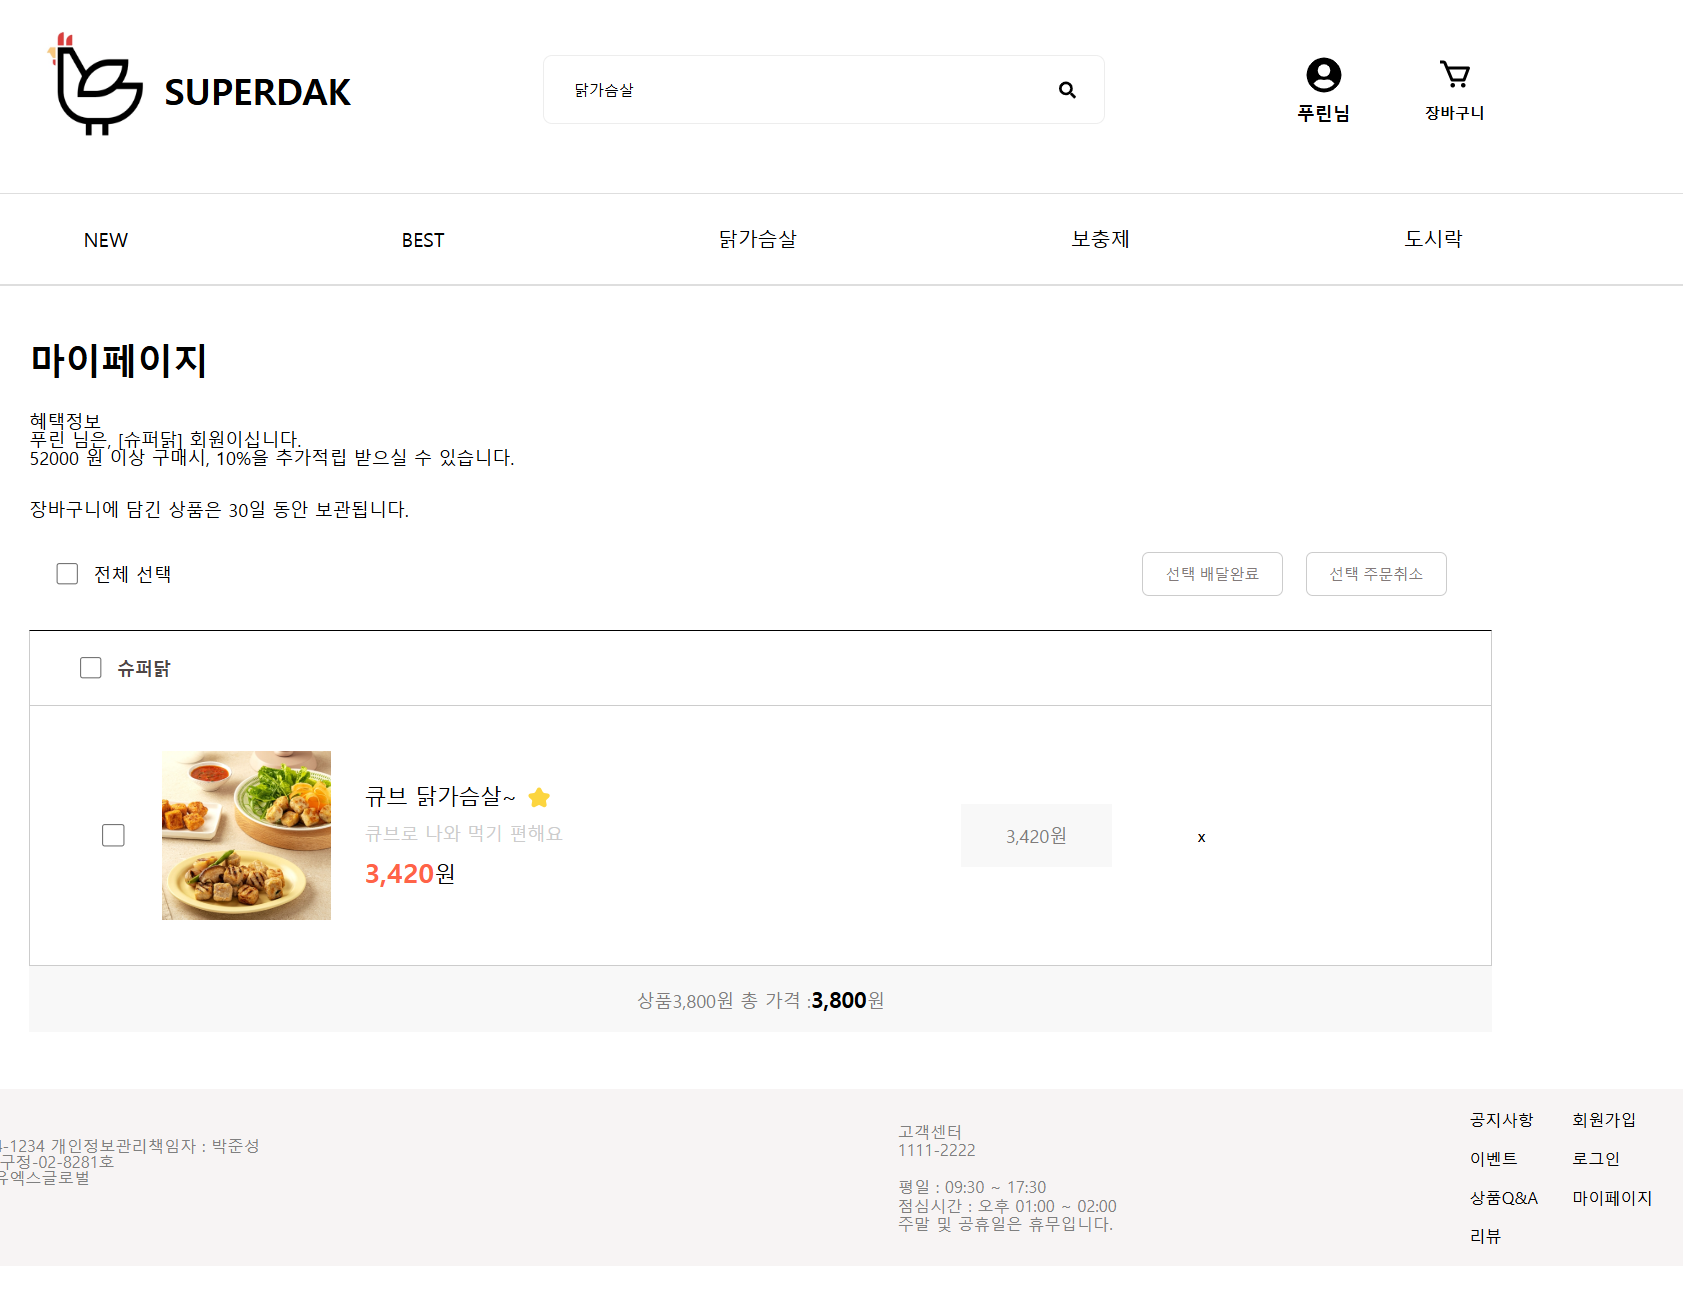 SUPERDAK
닭가슴살
푸린님
장바구니
NEW
BEST
닭가슴살
보충제
도시락
마이페이지
혜택정보
푸린 님은, [슈퍼닭] 회원이십니다.
52000 원 이상 구매시, 10%을 추가적립 받으실 수 있습니다.
장바구니에 담긴 상품은 30일 동안 보관됩니다.
전체 선택
선택 배달완료
선택 주문취소
슈퍼닭
큐브 닭가슴살~
큐브로 나와 먹기 편해요
3,420원
3,420원
x
상품3,800원 총 가격 :3,800원
-1234 개인정보관리책임자 : 박준성
구정-02-8281호
유엑스글로벌
고객센터
1111-2222
평일 : 09:30 ~ 17:30
점심시간 : 오후 01:00 ~ 02:00
주말 및 공휴일은 휴무입니다.
공지사항
회원가입
이벤트
로그인
상품Q&A
마이페이지
리뷰